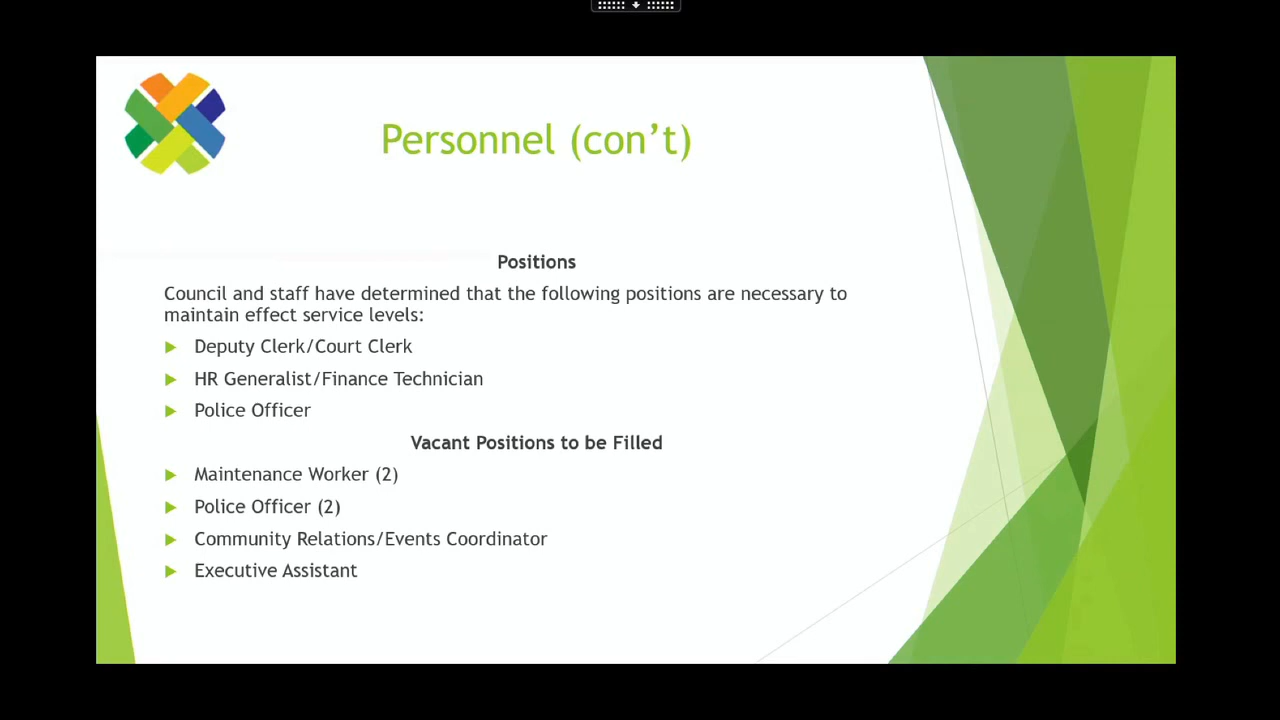 Personnel (con’t)
Positions
Council and staff have determined that the following positions are necessary to
maintain effect service levels:
Deputy Clerk/Court Clerk
HR Generalist/Finance Technician
Police Officer
Vacant Positions to be Filled
Maintenance Worker (2)
Police Officer (2)
Community Relations/Events Coordinator
Executive Assistant